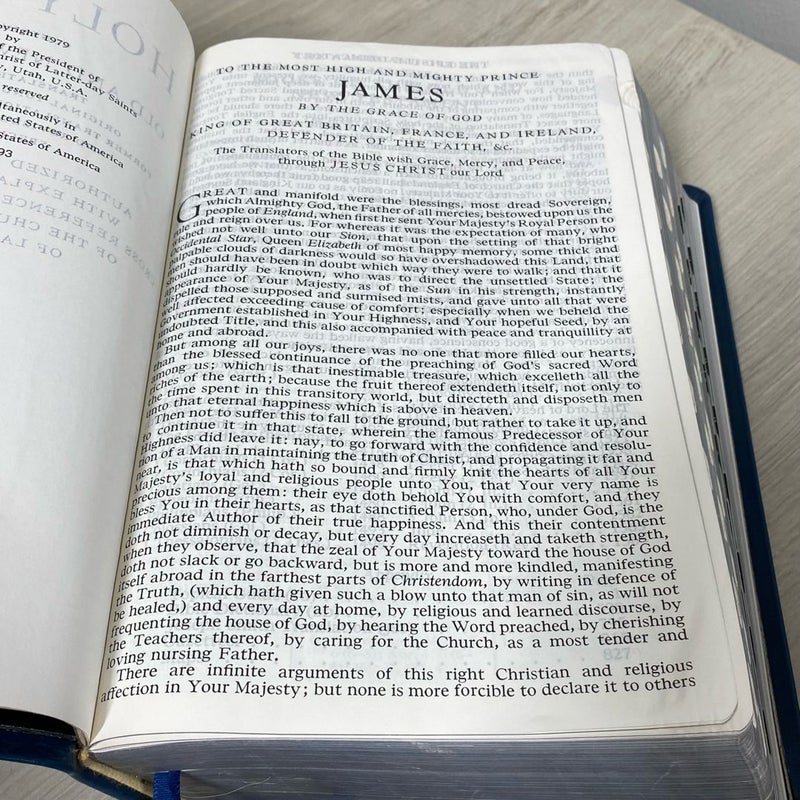 HOLY
pyright 1979
by
f the President of
hrist of Latter-day Saints
y, Utah, U.S.A.
reserved
ltaneously in
ited States of America
States of America
93
TO THE MOST HIGH AND MIGHTY PRINCE
JAMES
BY THE GRACE OF GOD
KING OF GREAT BRITAIN, FRANCE, AND IRELAND,
DEFENDER OF THE FAITH, &c.
The Translators of the Bible wish Grace, Mercy, and Peace,
through JESUS CHRIST our Lord
GREAT and manifold were the blessings, most dread Sovereign,
which Almighty God, the Father of all mercies, bestowed upon us the
people of England, when first he sent Your Majesty's Royal Person to
rule and reign over us. For whereas it was the expectation of many, who
wished not well unto our Sion, that upon the setting of that bright
Occidental Star, Queen Elizabeth of most happy memory, some thick and
palpable clouds of darkness would so have overshadowed this Land, that
men should have been in doubt which way they were to walk; and that it
should hardly be known, who was to direct the unsettled State; the
appearance of Your Majesty, as of the Sun in his strength, instantly
dispelled those supposed and surmised mists, and gave unto all that were
well affected exceeding cause of comfort; especially when we beheld the
Government established in Your Highness, and Your hopeful Seed, by an
undoubted Title, and this also accompanied with peace and tranquillity at
home and abroad.
But among all our joys, there was no one that more filled our hearts,
than the blessed continuance of the preaching of God's sacred Word
among us; which is that inestimable treasure, which excelleth all the
riches of the earth; because the fruit thereof extendeth itself, not only to
the time spent in this transitory world, but directeth and disposeth men
unto that eternal happiness which is above in heaven.
Then not to suffer this to fall to the ground, but rather to take it up, and
to continue it in that state, wherein the famous Predecessor of Your
Highness did leave it: nay, to go forward with the confidence and resolu-
tion of a Man in maintaining the truth of Christ, and propagating it far and
near, is that which hath so bound and firmly knit the hearts of all Your
Majesty's loyal and religious people unto You, that Your very name is
precious among them: their eye doth behold You with comfort, and they
bless You in their hearts, as that sanctified Person, who, under God, is the
immediate Author of their true happiness. And this their contentment
doth not diminish or decay, but every day increaseth and taketh strength,
when they observe, that the zeal of Your Majesty toward the house of God
doth not slack or go backward, but is more and more kindled, manifesting
itself abroad in the farthest parts of Christendom, by writing in defence of
the Truth, (which hath given such a blow unto that man of sin, as will not
be healed,) and every day at home, by religious and learned discourse, by
frequenting the house of God, by hearing the Word preached, by cherishing
the Teachers thereof, by caring for the Church, as a most tender and
loving nursing Father.
There are infinite arguments of this right Christian and religious
affection in Your Majesty; but none is more forcible to declare it to others